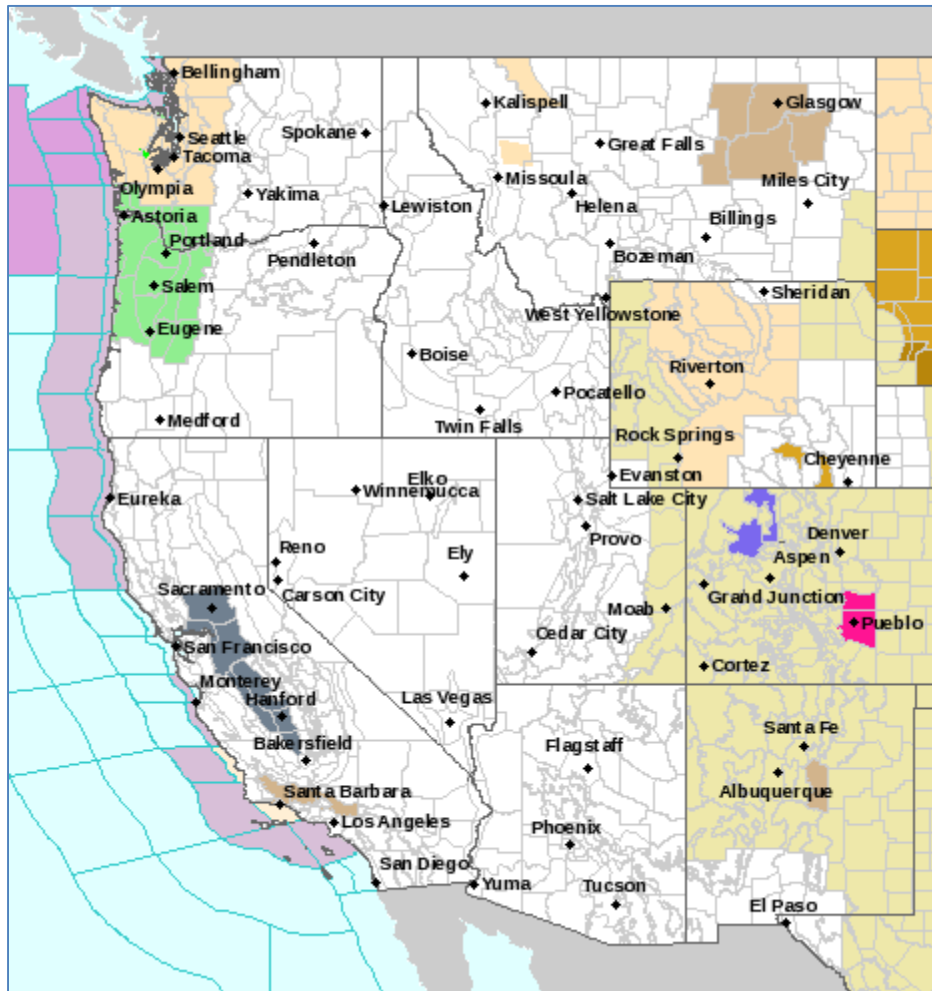 Bellingham
Kalispell
Glasgow
Seattle
Spokane
Great Falls
Tacoma
Olympia
Missoula
Miles City
Yakima
Lewiston
Helena
Astoria
Billings
Portland
Pendleton
Bozeman
Salem
Sheridan
West Yellowstone
Eugene
Boise
Riverton
Pocatello
Medford
Twin Falls
Rock Springs
Cheyenne
Elko
Evanston
Eureka
Winnemucca
Salt Lake City
Provo
Denver
Reno
Ely
Aspen
Sacramento
Carson City
Grand Junction
Moab
Pueblo
Cedar City
San Francisco
Cortez
Monterey
Hanford
Las Vegas
Santa Fe
Bakersfield
Flagstaff
Albuquerque
Santa Barbara
Los Angeles
Phoenix
San Diego
Yuma
Tucson
El Paso